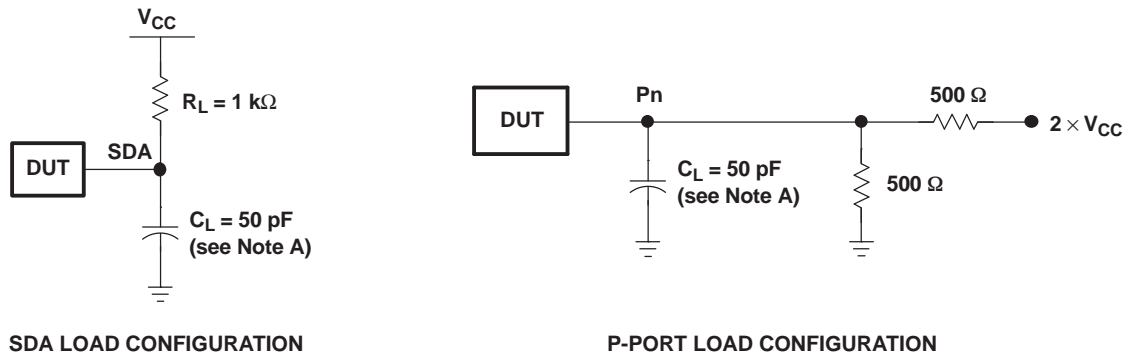 VCC
RL = 1 kΩ
SDA
DUT
CL = 50 pF
(see Note A)
SDA LOAD CONFIGURATION
DUT
Pn
500 Ω
2 × VCC
CL = 50 pF
(see Note A)
500 Ω
P-PORT LOAD CONFIGURATION